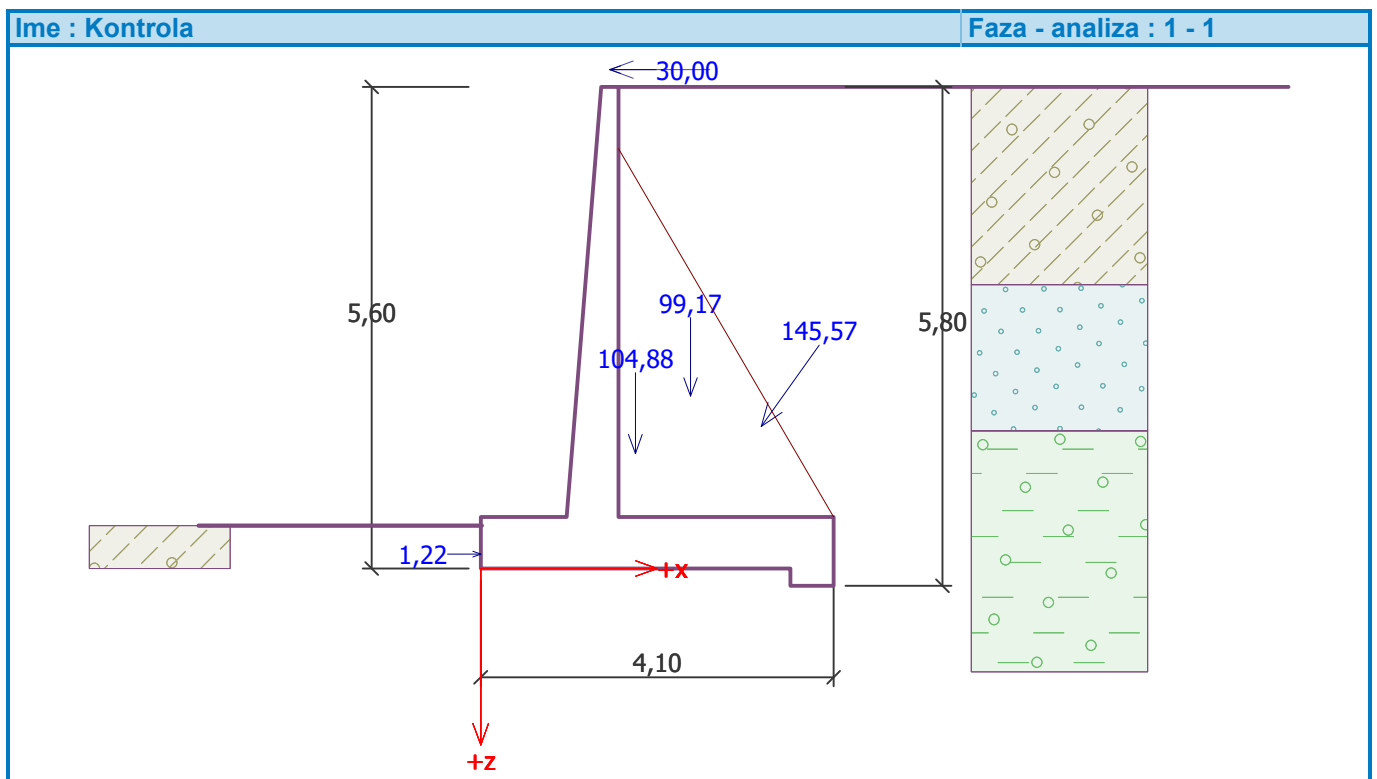 Ime : Kontrola Faza - analiza : 1 - 1
30,00
5,60
99,17
5,80
145,57
104,88
1,22
+x
4,10
+z